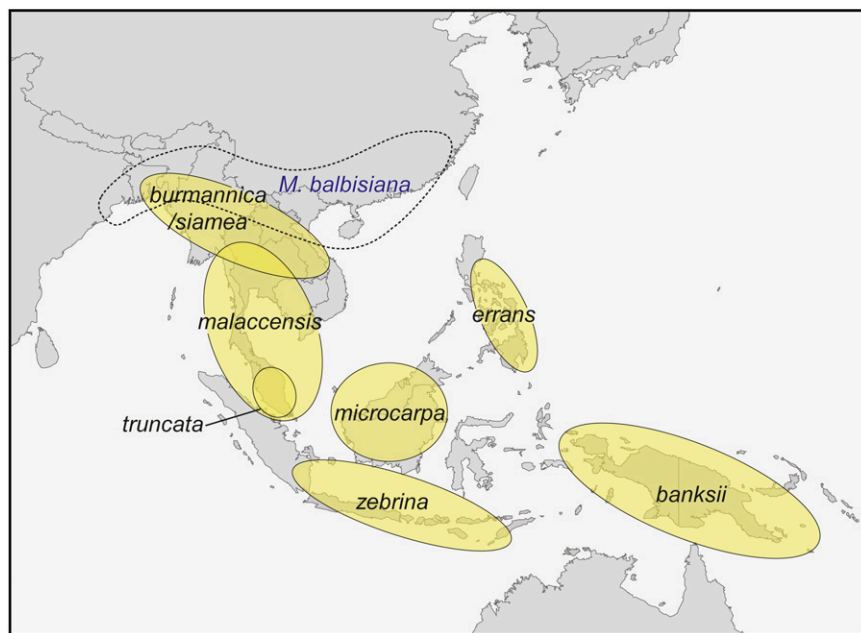 M. balbisiana
burmannica
/siamea
malaccensis
errans
truncata
microcarpa
zebrina
banksii